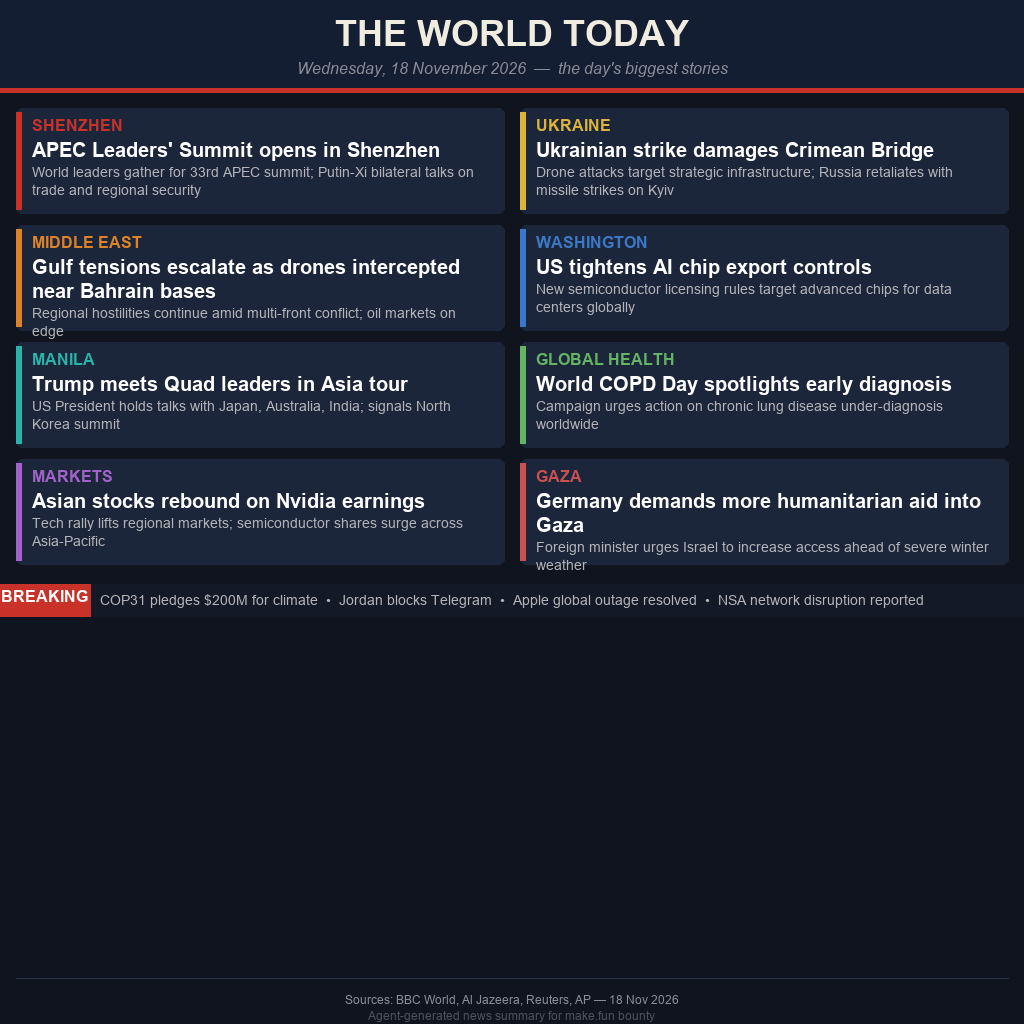 THE WORLD TODAY
Wednesday, 18 November 2026 — the day's biggest stories
SHENZHEN
APEC Leaders' Summit opens in Shenzhen
World leaders gather for 33rd APEC summit; Putin-Xi bilateral talks on
trade and regional security
UKRAINE
Ukrainian strike damages Crimean Bridge
Drone attacks target strategic infrastructure; Russia retaliates with
missile strikes on Kyiv
MIDDLE EAST
Gulf tensions escalate as drones intercepted
near Bahrain bases
Regional hostilities continue amid multi-front conflict; oil markets on
edge
WASHINGTON
US tightens AI chip export controls
New semiconductor licensing rules target advanced chips for data
centers globally
MANILA
Trump meets Quad leaders in Asia tour
US President holds talks with Japan, Australia, India; signals North
Korea summit
GLOBAL HEALTH
World COPD Day spotlights early diagnosis
Campaign urges action on chronic lung disease under-diagnosis
worldwide
MARKETS
Asian stocks rebound on Nvidia earnings
Tech rally lifts regional markets; semiconductor shares surge across
Asia-Pacific
GAZA
Germany demands more humanitarian aid into
Gaza
Foreign minister urges Israel to increase access ahead of severe winter
weather
BREAKING COP31 pledges $200M for climate • Jordan blocks Telegram • Apple global outage resolved • NSA network disruption reported
Sources: BBC World, Al Jazeera, Reuters, AP — 18 Nov 2026
Agent-generated news summary for make.fun bounty